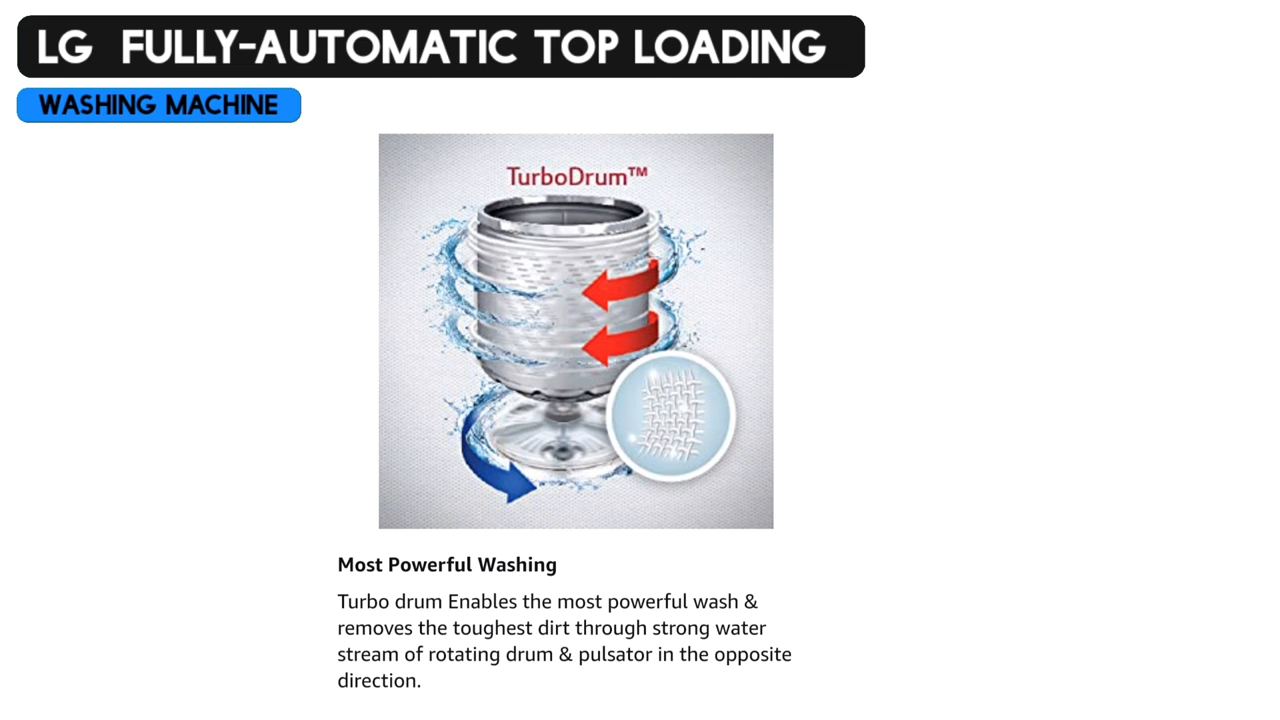 LG FULLY-AUTOMATIC TOP LOADING
WASHING MACHINE
TurboDrum™
Most Powerful Washing
Turbo drum Enables the most powerful wash &
removes the toughest dirt through strong water
stream of rotating drum & pulsator in the opposite
direction.